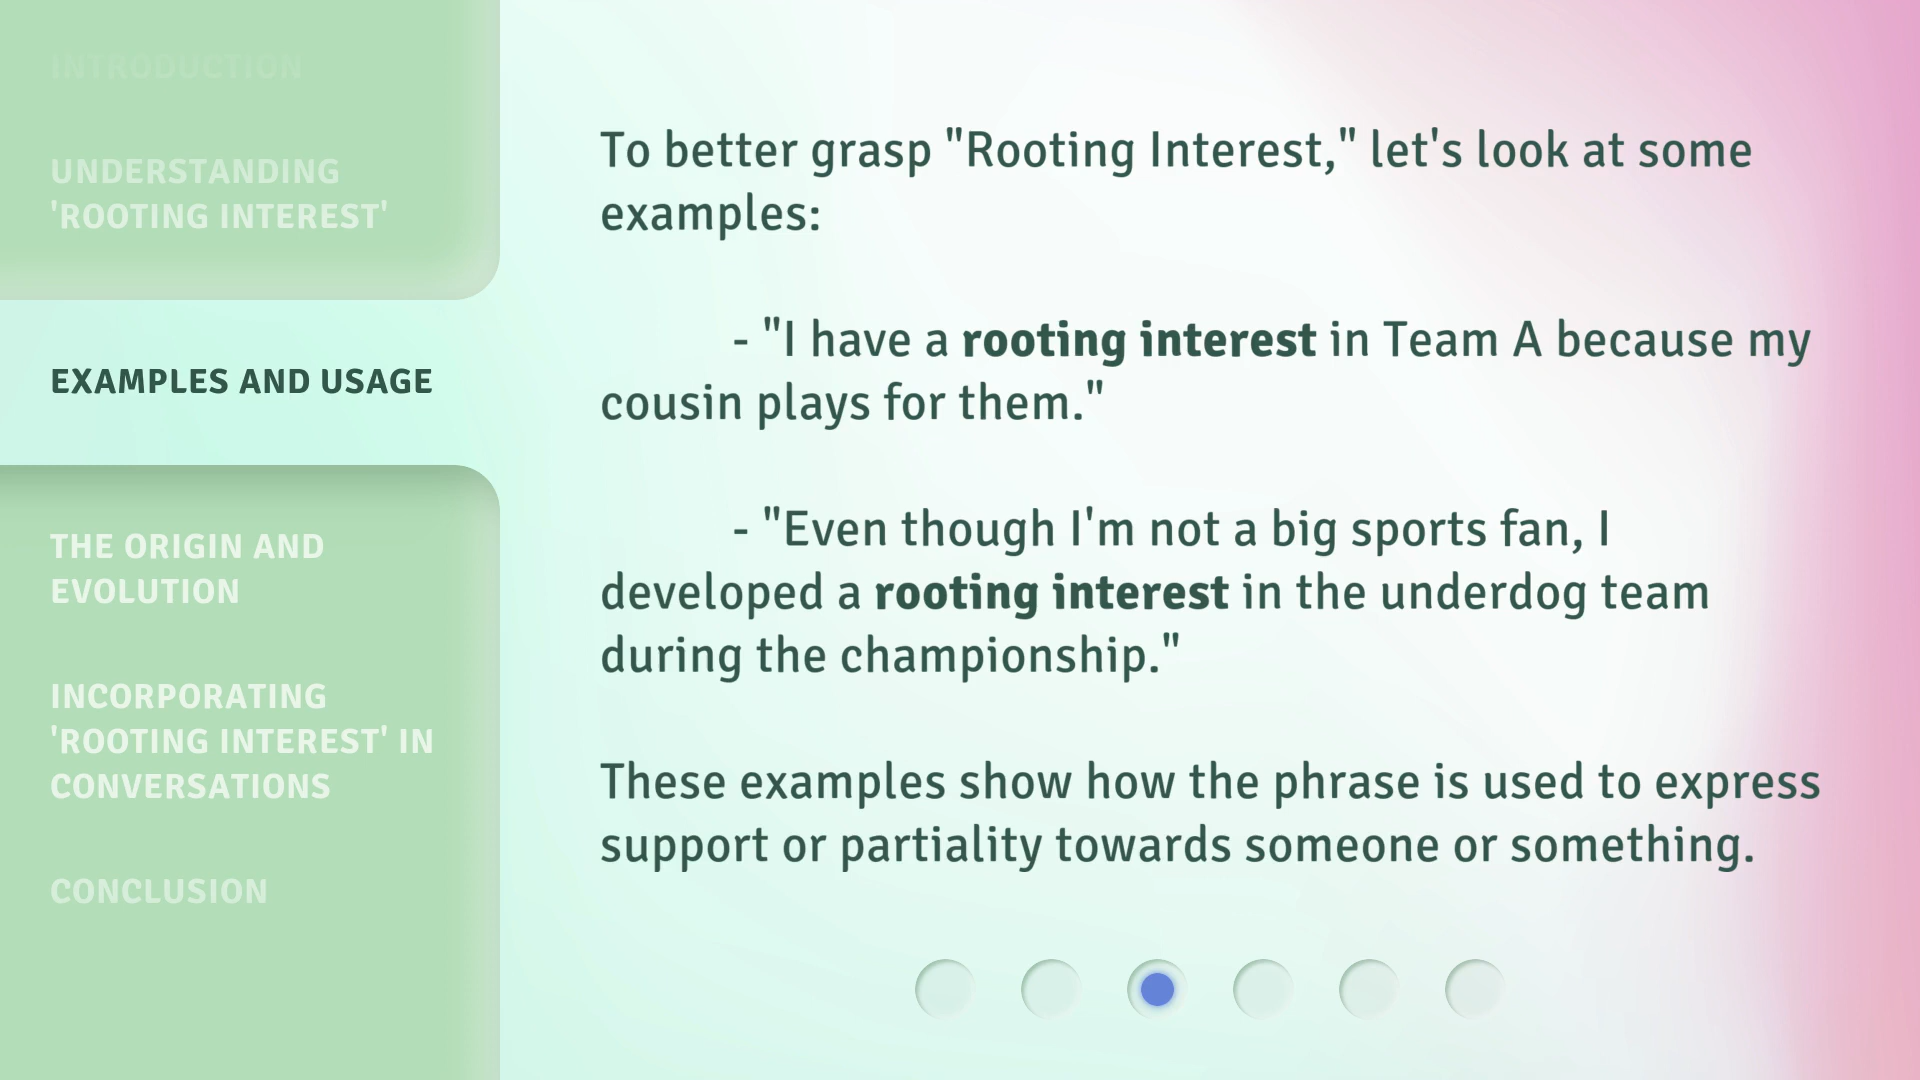 INTRODUCTION
UNDERSTANDING
'ROOTING INTEREST'
EXAMPLES AND USAGE
THE ORIGIN AND
EVOLUTION
INCORPORATING
'ROOTING INTEREST' IN
CONVERSATIONS
CONCLUSION
To better grasp "Rooting Interest," let's look at some
examples:
- "I have a rooting interest in Team A because my
cousin plays for them."
- "Even though I'm not a big sports fan, I
developed a rooting interest in the underdog team
during the championship."
These examples show how the phrase is used to express
support or partiality towards someone or something.